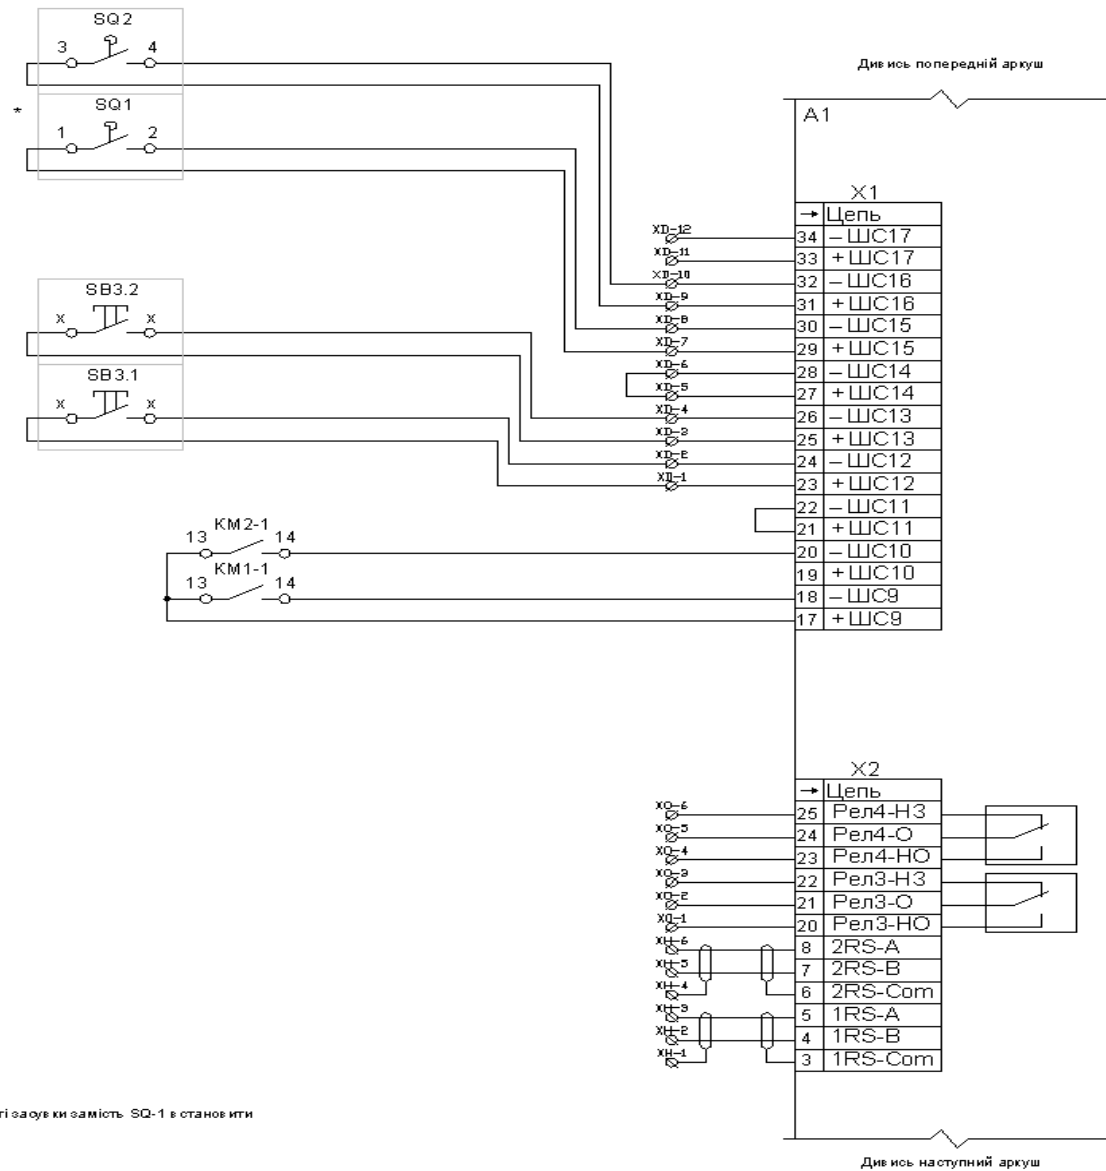 SQ2
3 4
Дивись попередній аркуш
*
SQ1
1 2
A1
X1
→ Цепь
XD-12 34 –ШС17
XD-11 33 +ШС17
XD-10 32 –ШС16
XD-9 31 +ШС16
XD-8 30 –ШС15
XD-7 29 +ШС15
XD-6 28 –ШС14
XD-5 27 +ШС14
XD-4 26 –ШС13
XD-3 25 +ШС13
XD-2 24 –ШС12
XD-1 23 +ШС12
22 –ШС11
21 +ШС11
20 –ШС10
19 +ШС10
18 –ШС9
17 +ШС9
SB3.2
x x
SB3.1
x x
KM2-1
13 14
KM1-1
13 14
X2
→ Цепь
XO-6 25 Рел4-НЗ
XO-5 24 Рел4-О
XO-4 23 Рел4-НО
XO-3 22 Рел3-НЗ
XO-2 21 Рел3-О
XO-1 20 Рел3-НО
XH-6 8 2RS-A
XH-5 7 2RS-B
XH-4 6 2RS-Com
XH-3 5 1RS-A
XH-2 4 1RS-B
XH-1 3 1RS-Com
засувки замість SQ-1 встановити
Дивись наступний аркуш